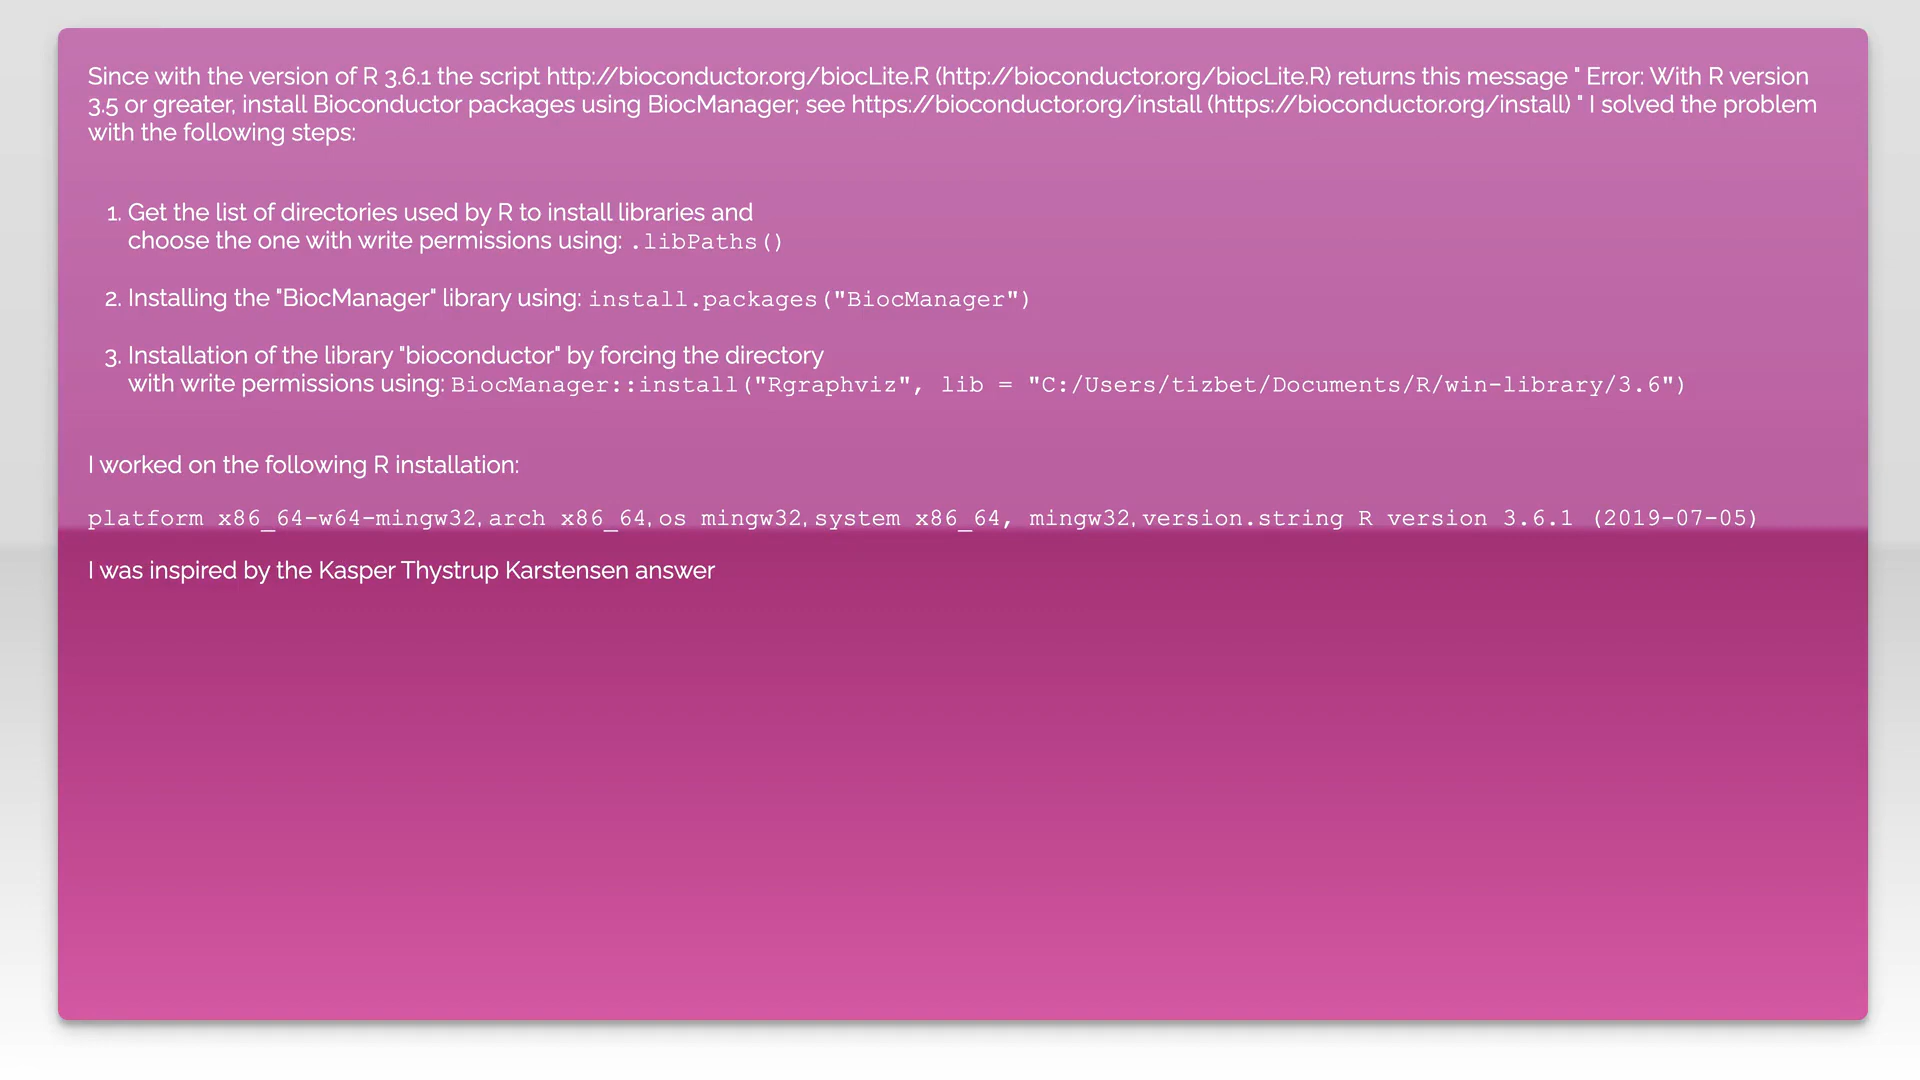 Since with the version of R 3.6.1 the script http://bioconductor.org/biocLite.R (http://bioconductor.org/biocLite.R) returns this message " Error: With R version
3.5 or greater, install Bioconductor packages using BiocManager; see https://bioconductor.org/install (https://bioconductor.org/install) " I solved the problem
with the following steps:
1. Get the list of directories used by R to install libraries and
choose the one with write permissions using: .libPaths()
2. Installing the "BiocManager" library using: install.packages("BiocManager")
3. Installation of the library "bioconductor" by forcing the directory
with write permissions using: BiocManager::install("Rgraphviz", lib = "C:/Users/tizbet/Documents/R/win-library/3.6")
I worked on the following R installation:
platform x86_64-w64-mingw32, arch x86_64, os mingw32, system x86_64, mingw32, version.string R version 3.6.1 (2019-07-05)
I was inspired by the Kasper Thystrup Karstensen answer